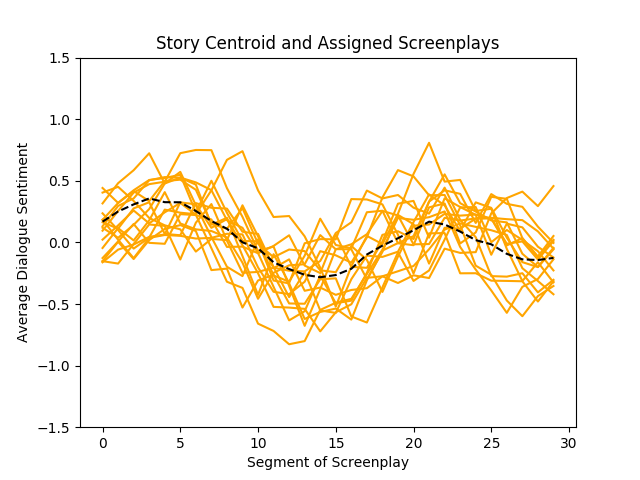 Story Centroid and Assigned Screenplays
1.5
1.0
0.5
0.0
−0.5
−1.0
−1.5
Average Dialogue Sentiment
0 5 10 15 20 25 30
Segment of Screenplay